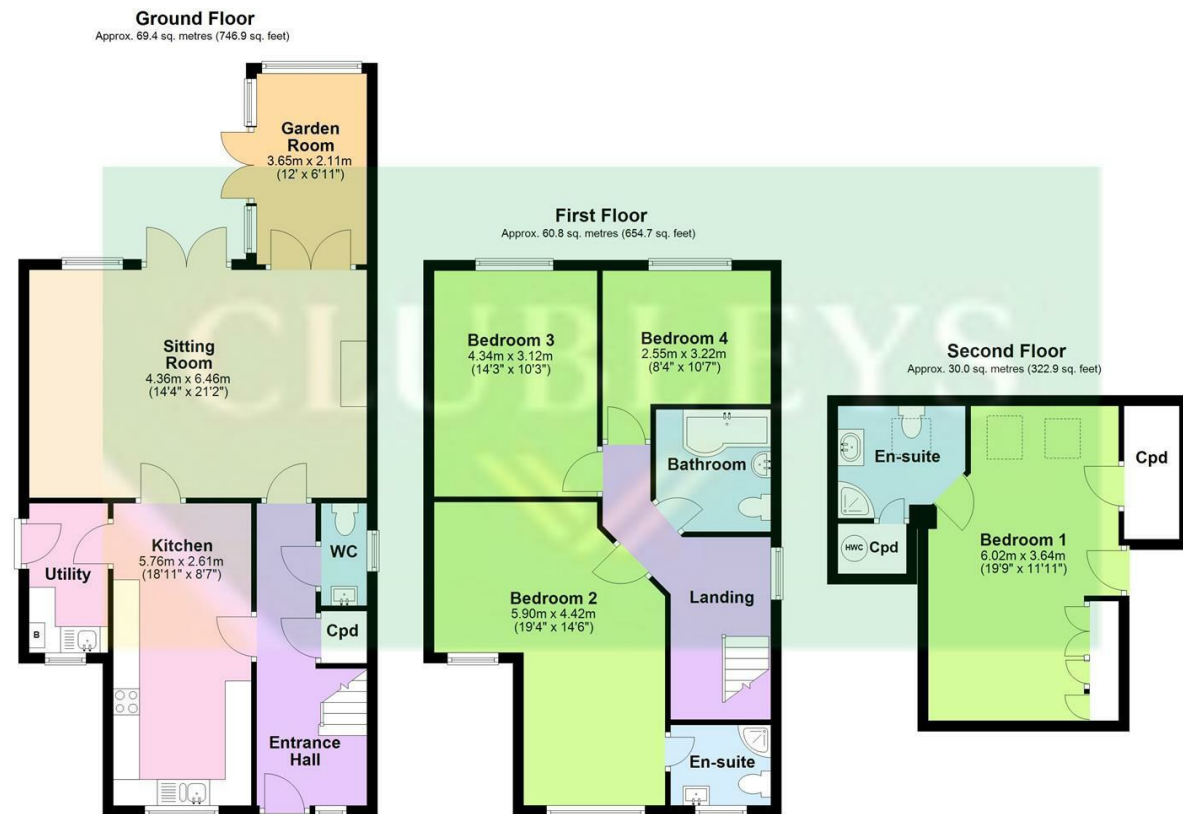 Ground Floor
Approx. 69.4 sq. metres (746.9 sq. feet)
Garden
Room
3.65m x 2.11m
(12' x 6'11")
Sitting
Room
4.36m x 6.46m
(14'4" x 21'2")
Kitchen
5.76m x 2.61m
(18'11" x 8'7")
Utility
B
WC
Cpd
Entrance
Hall
First Floor
Approx. 60.8 sq. metres (654.7 sq. feet)
Bedroom 3
4.34m x 3.12m
(14'3" x 10'3")
Bedroom 4
2.55m x 3.22m
(8'4" x 10'7")
Bathroom
Bedroom 2
5.90m x 4.42m
(19'4" x 14'6")
Landing
En-suite
Second Floor
Approx. 30.0 sq. metres (322.9 sq. feet)
En-suite
Cpd
HWC
Cpd
Bedroom 1
6.02m x 3.64m
(19'9" x 11'11")
CLUBLEYS